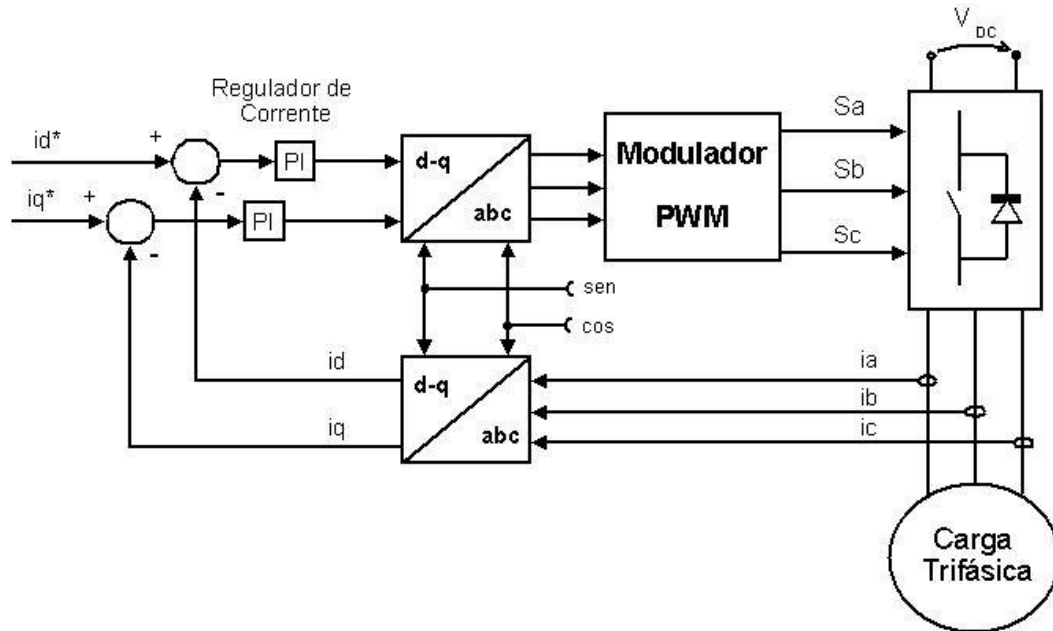 V DC
Regulador de
Corrente
id*
+
-
PI
iq*
+
-
PI
d-q
abc
Modulador
PWM
Sa
Sb
Sc
sen
cos
id
iq
d-q
abc
ia
ib
ic
Carga
Trifásica